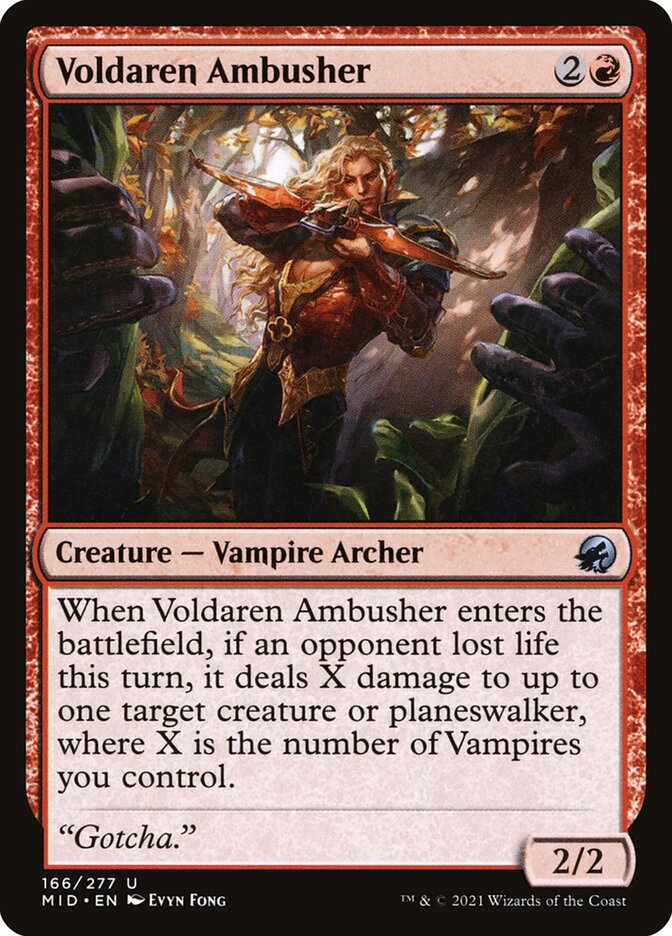 Voldaren Ambusher
2
Creature — Vampire Archer
When Voldaren Ambusher enters the
battlefield, if an opponent lost life
this turn, it deals X damage to up to
one target creature or planeswalker,
where X is the number of Vampires
you control.
“Gotcha.”
2/2
166/277 U
MID • EN Evyn Fong
™ & © 2021 Wizards of the Coast